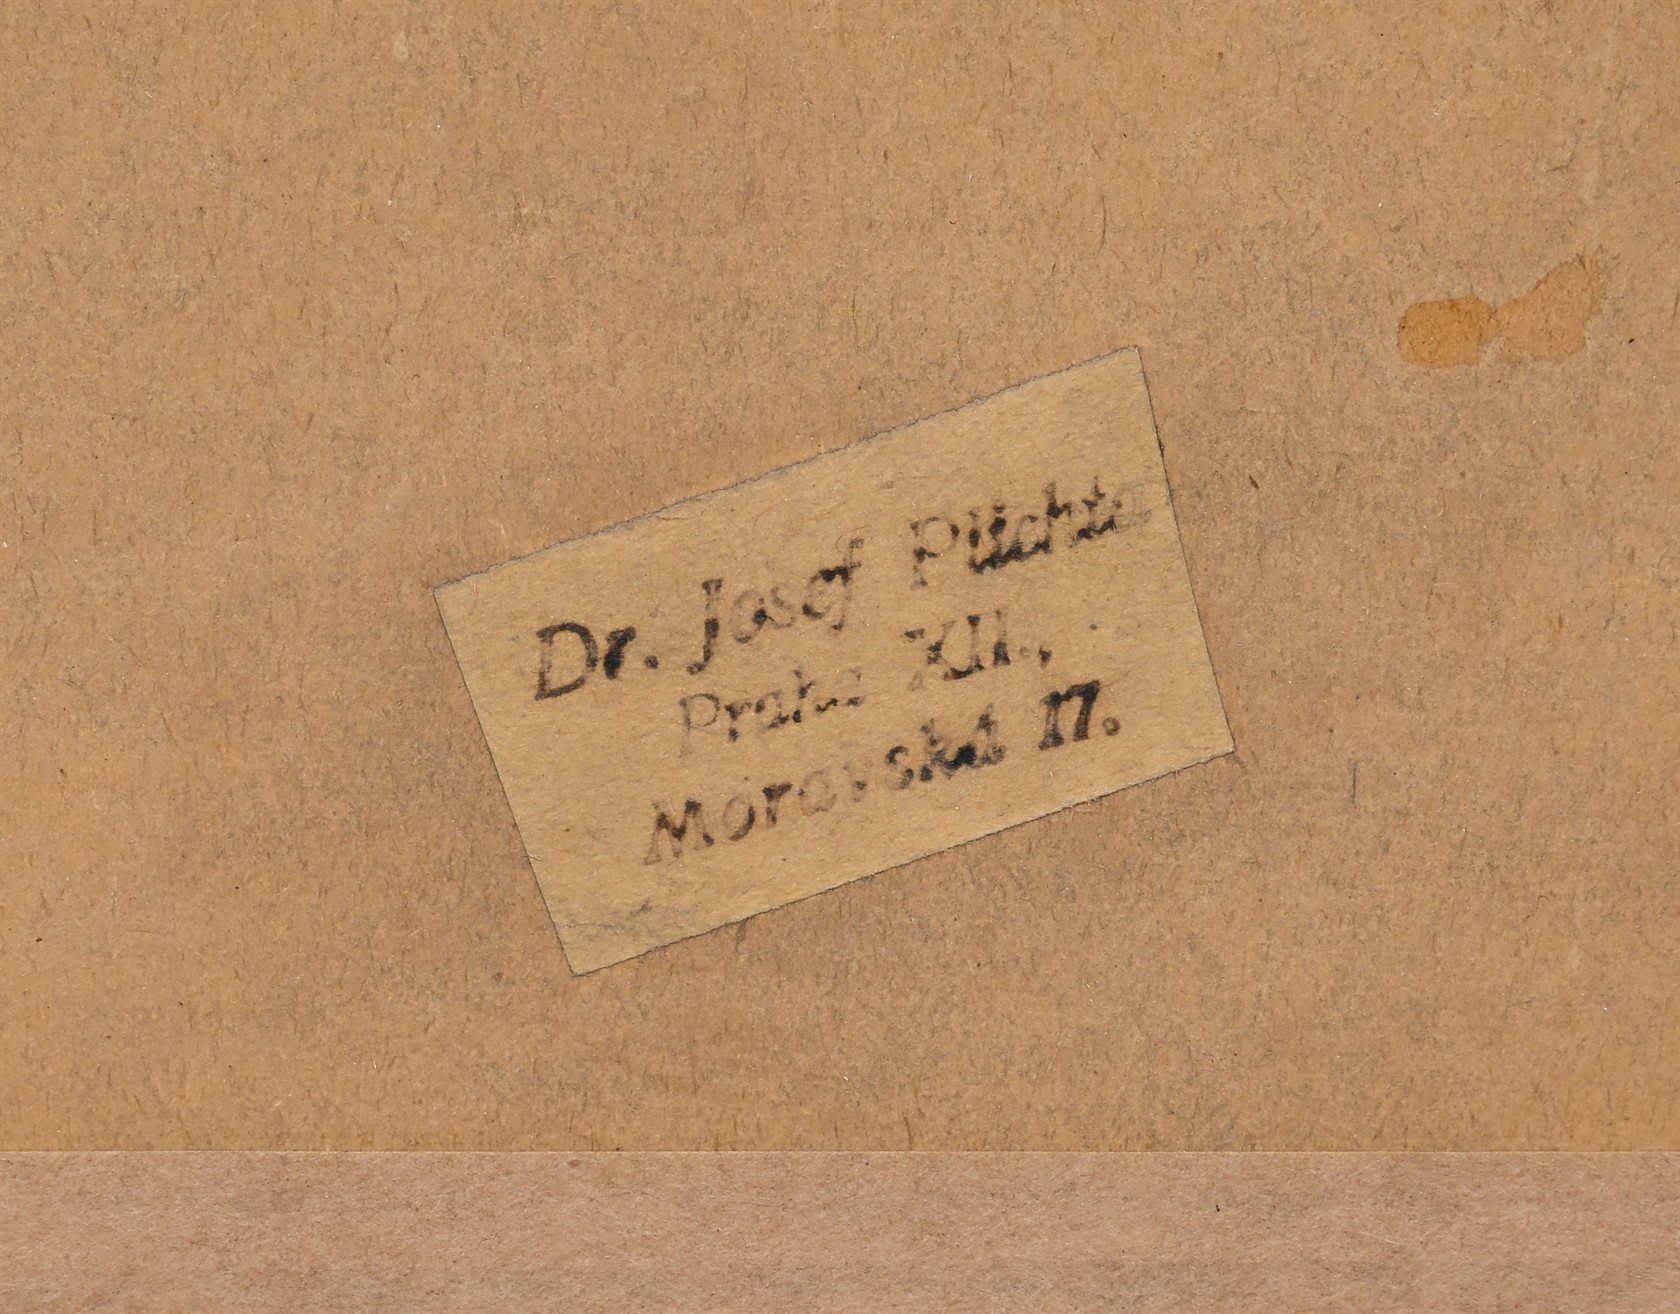 Dr. Josef
Praha XII.,
Moravská 17.